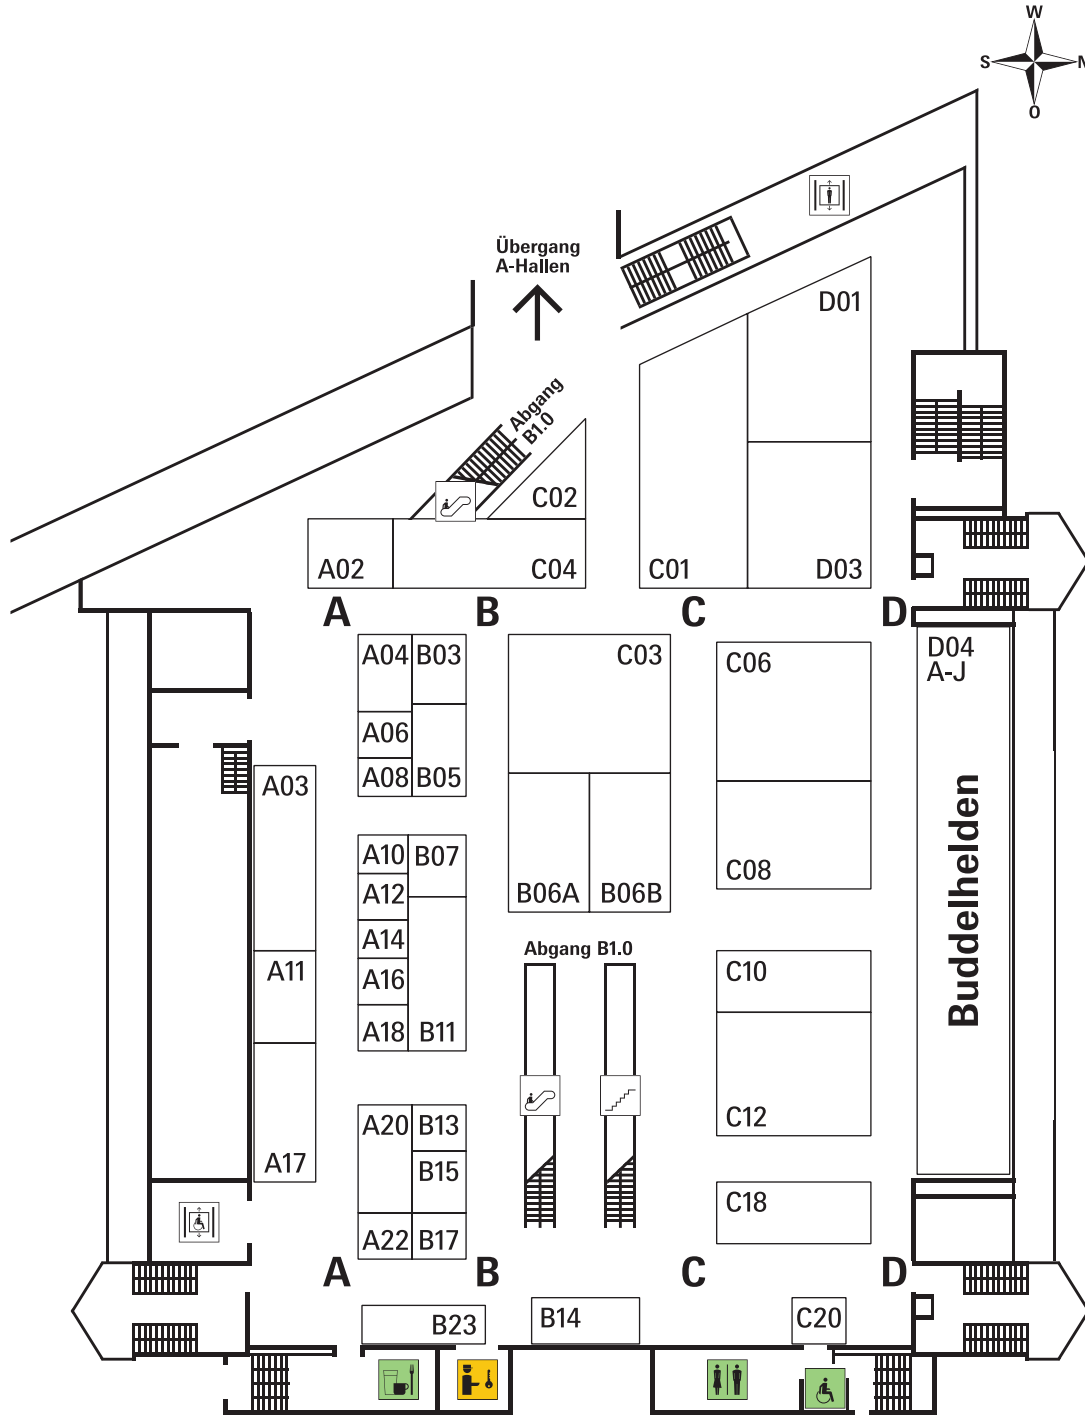 W
S N
O
Übergang
A-Hallen
D01
Abgang
B1.0
C02
A02 C04 C01 D03
A B C D
A04 B03 C03 C06 D04
A-J
A06
A08 B05
A03
Buddelhelden
A10 B07
C08
A12 B06A B06B
A14
Abgang B1.0
A11 A16 C10
A18 B11
A20 B13 C12
A17 B15
C18
A22 B17
A B C D
B23 B14 C20